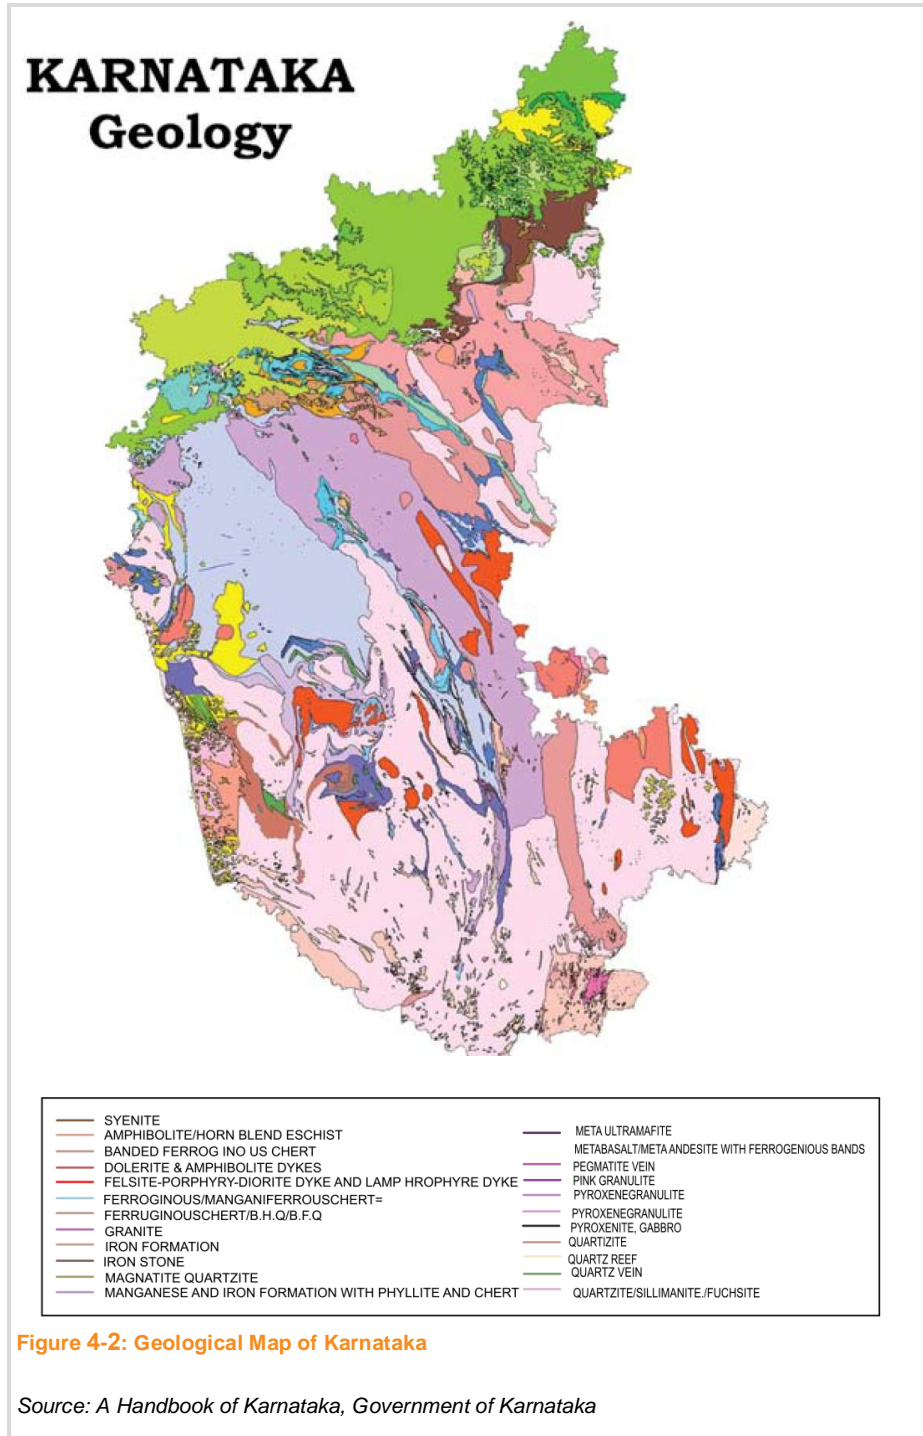 KARNATAKA
Geology
SYENITE
AMPHIBOLITE/HORN BLEND ESCHIST
BANDED FERROG INO US CHERT
DOLERITE & AMPHIBOLITE DYKES
FELSITE-PORPHYRY-DIORITE DYKE AND LAMP HROPHYRE DYKE
FERROGINOUS/MANGANIFERROUSCHERT=
FERRUGINOUSCHERT/B.H.Q/B.F.Q
GRANITE
IRON FORMATION
IRON STONE
MAGNATITE QUARTZITE
MANGANESE AND IRON FORMATION WITH PHYLLITE AND CHERT
META ULTRAMAFITE
METABASALT/META ANDESITE WITH FERROGENIOUS BANDS
PEGMATITE VEIN
PINK GRANULITE
PYROXENEGRANULITE
PYROXENEGRANULITE
PYROXENITE, GABBRO
QUARTIZITE
QUARTZ REEF
QUARTZ VEIN
QUARTZITE/SILLIMANITE./FUCHSITE
Figure 4-2: Geological Map of Karnataka
Source: A Handbook of Karnataka, Government of Karnataka